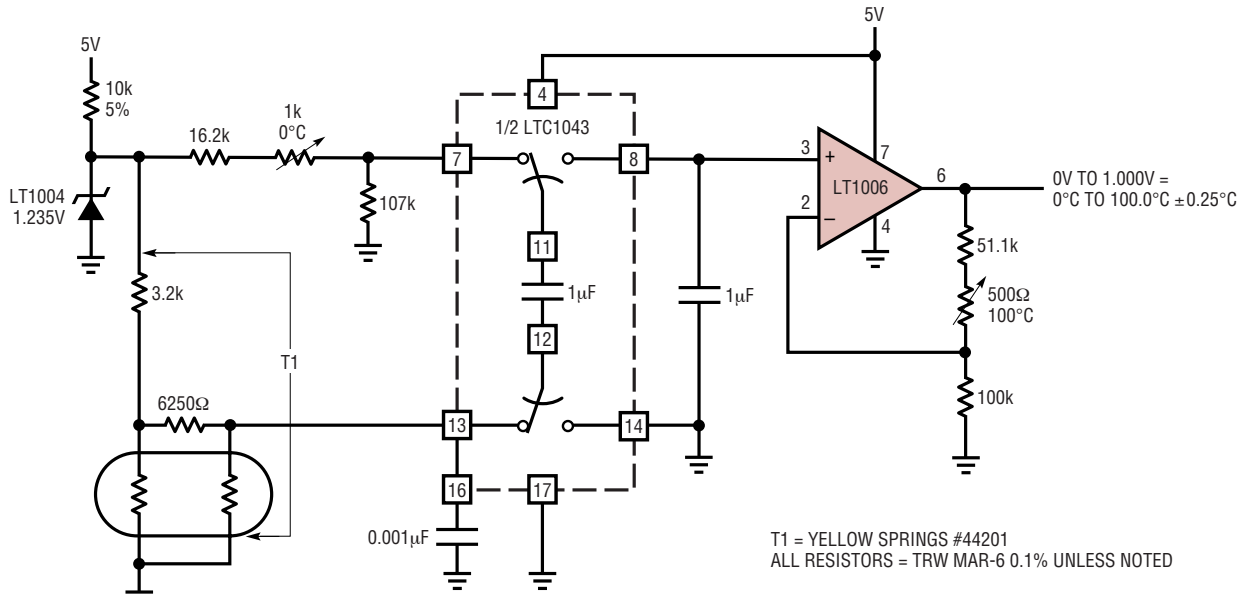 5V
10k
5%
LT1004
1.235V
16.2k
1k
0°C
107k
3.2k
T1
6250Ω
4
1/2 LTC1043
7
8
11
1µF
12
13
14
16
17
0.001µF
1µF
5V
3
+
2
–
LT1006
7
4
6
0V TO 1.000V =
0°C TO 100.0°C ±0.25°C
51.1k
500Ω
100°C
100k
T1 = YELLOW SPRINGS #44201
ALL RESISTORS = TRW MAR-6 0.1% UNLESS NOTED